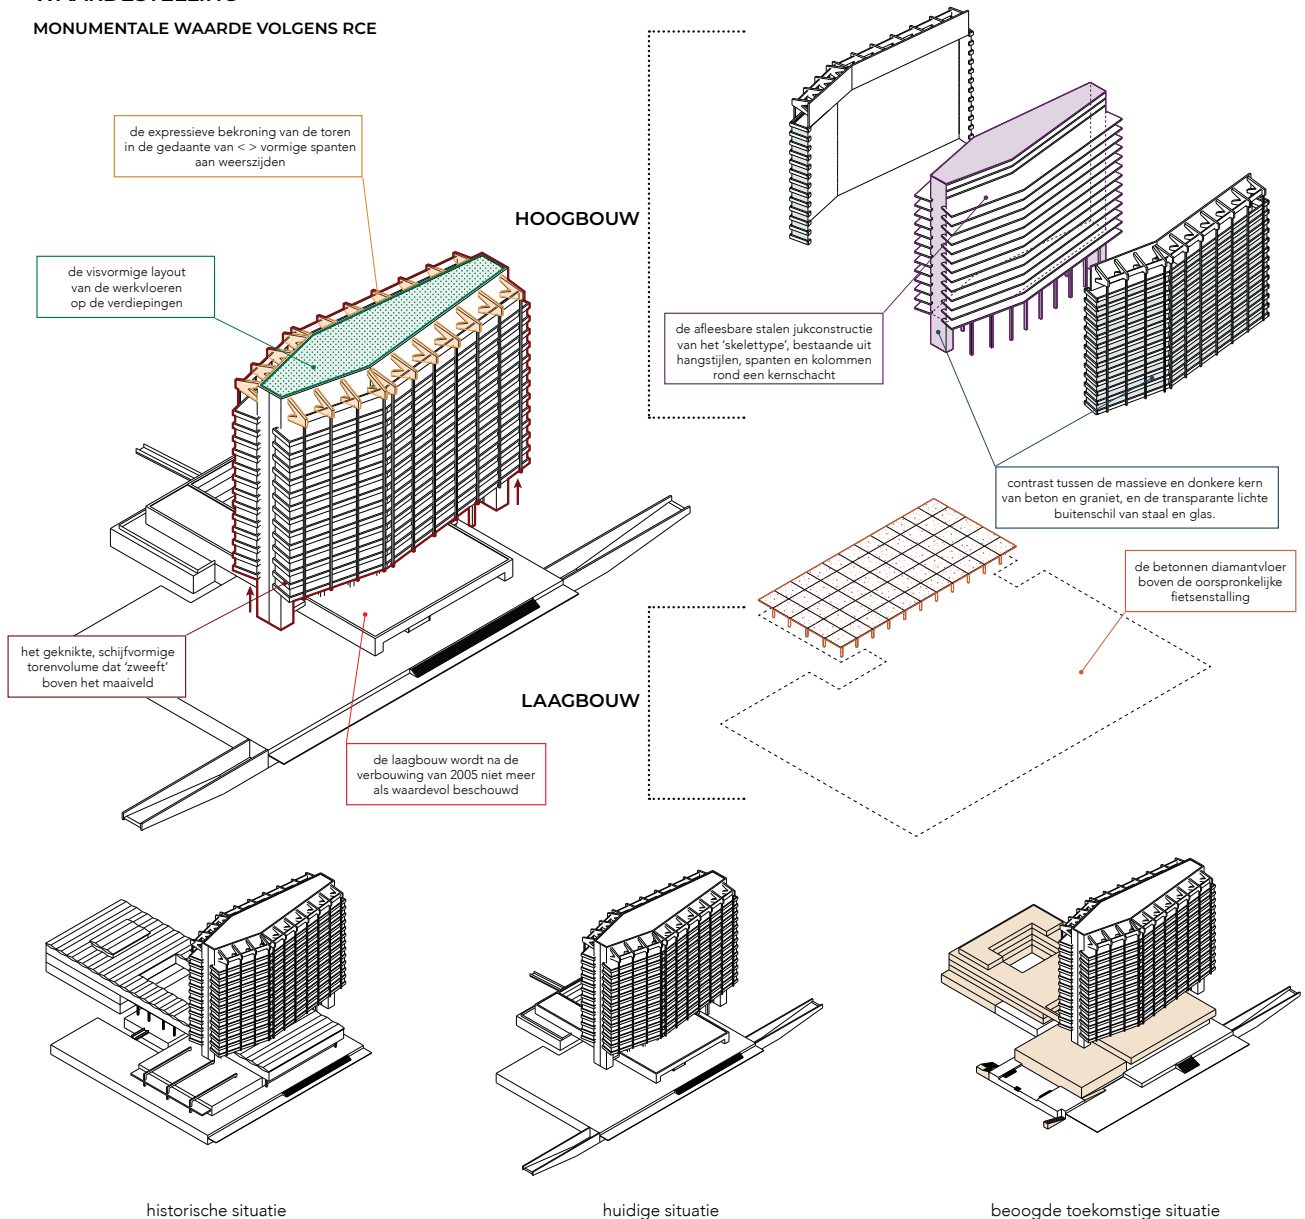 WAARDESTELLING
MONUMENTALE WAARDE VOLGENS RCE
de expressieve bekroning van de toren
in de gedaante van < > vormige spanten
aan weerszijden
de visvormige layout
van de werkvloeren
op de verdiepingen
HOOGBOUW
de afleesbare stalen jukconstructie
van het 'skelettype', bestaande uit
hangstijlen, spanten en kolommen
rond een kernschacht
contrast tussen de massieve en donkere kern
van beton en graniet, en de transparante lichte
buitenschil van staal en glas.
de betonnen diamantvloer
boven de oorspronkelijke
fietsenstalling
het geknikte, schijfvormige
torenvolume dat 'zweeft'
boven het maaiveld
LAAGBOUW
de laagbouw wordt na de
verbouwing van 2005 niet meer
als waardevol beschouwd
historische situatie
huidige situatie
beoogde toekomstige situatie